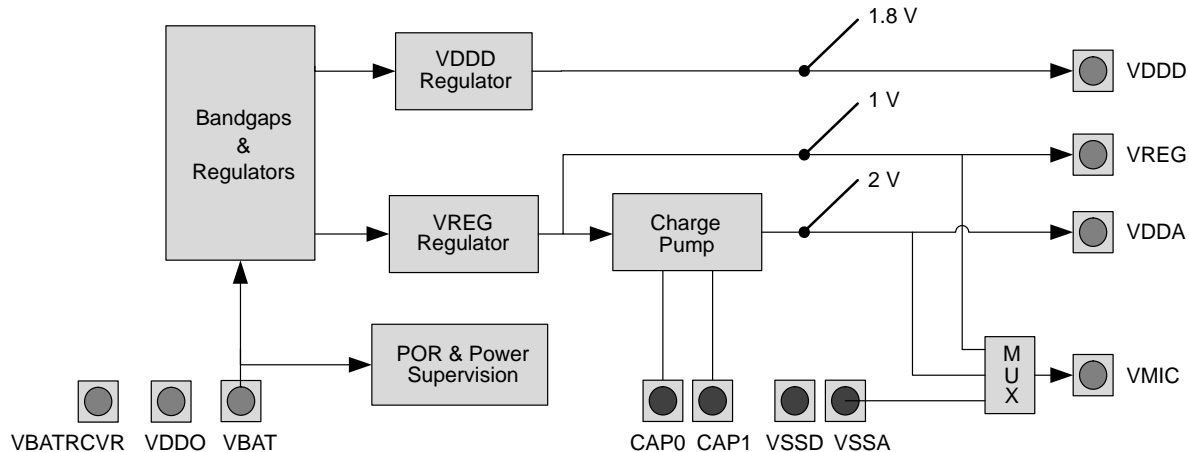 1.8 V
VDDD
Regulator
VDDD
Bandgaps
&
Regulators
1 V
VREG
2 V
VREG
Regulator
Charge
Pump
VDDA
POR & Power
Supervision
M
U
X
VMIC
VBATRCVR VDDO VBAT CAP0 CAP1 VSSD VSSA